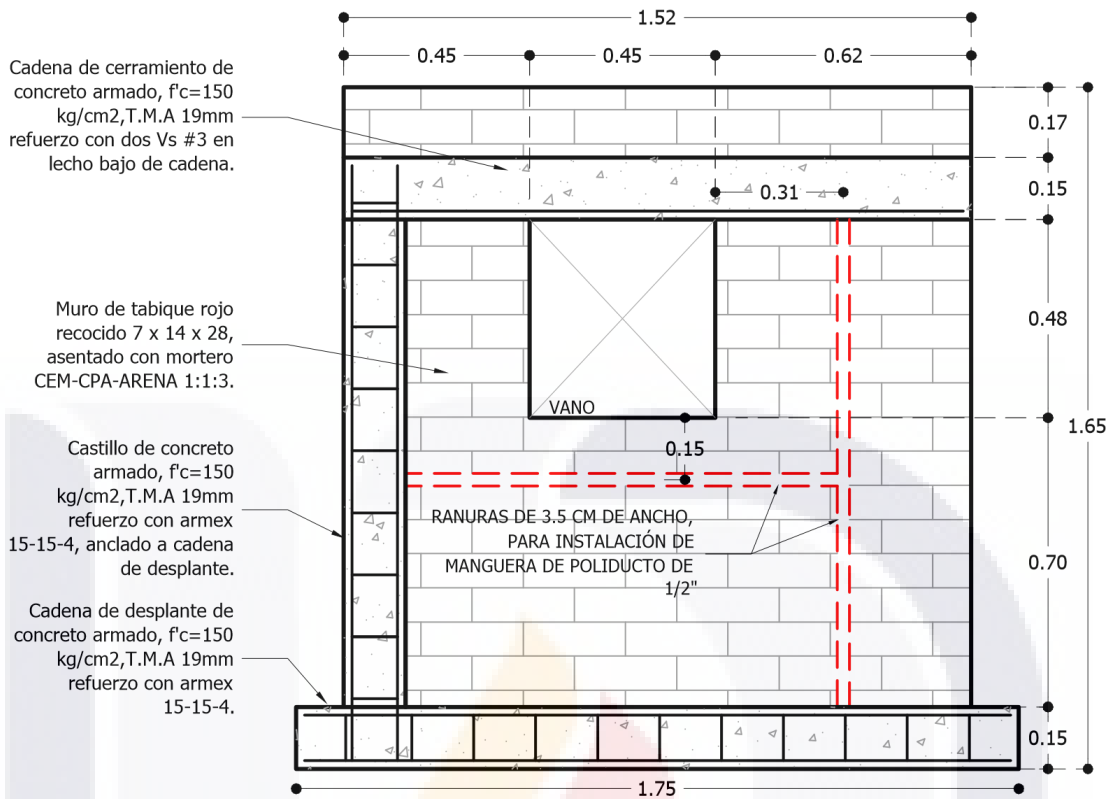 1.52
0.45
0.45
0.62
Cadena de cerramiento de
concreto armado, f'c=150
kg/cm2,T.M.A 19mm
refuerzo con dos Vs #3 en
lecho bajo de cadena.
0.17
0.15
0.31
0.48
Muro de tabique rojo
recocido 7 x 14 x 28,
asentado con mortero
CEM-CPA-ARENA 1:1:3.
VANO
1.65
0.15
Castillo de concreto
armado, f'c=150
kg/cm2,T.M.A 19mm
refuerzo con armex
15-15-4, anclado a cadena
de desplante.
RANURAS DE 3.5 CM DE ANCHO,
PARA INSTALACIÓN DE
MANGUERA DE POLIDUCTO DE
1/2"
0.70
Cadena de desplante de
concreto armado, f'c=150
kg/cm2,T.M.A 19mm
refuerzo con armex
15-15-4.
0.15
1.75